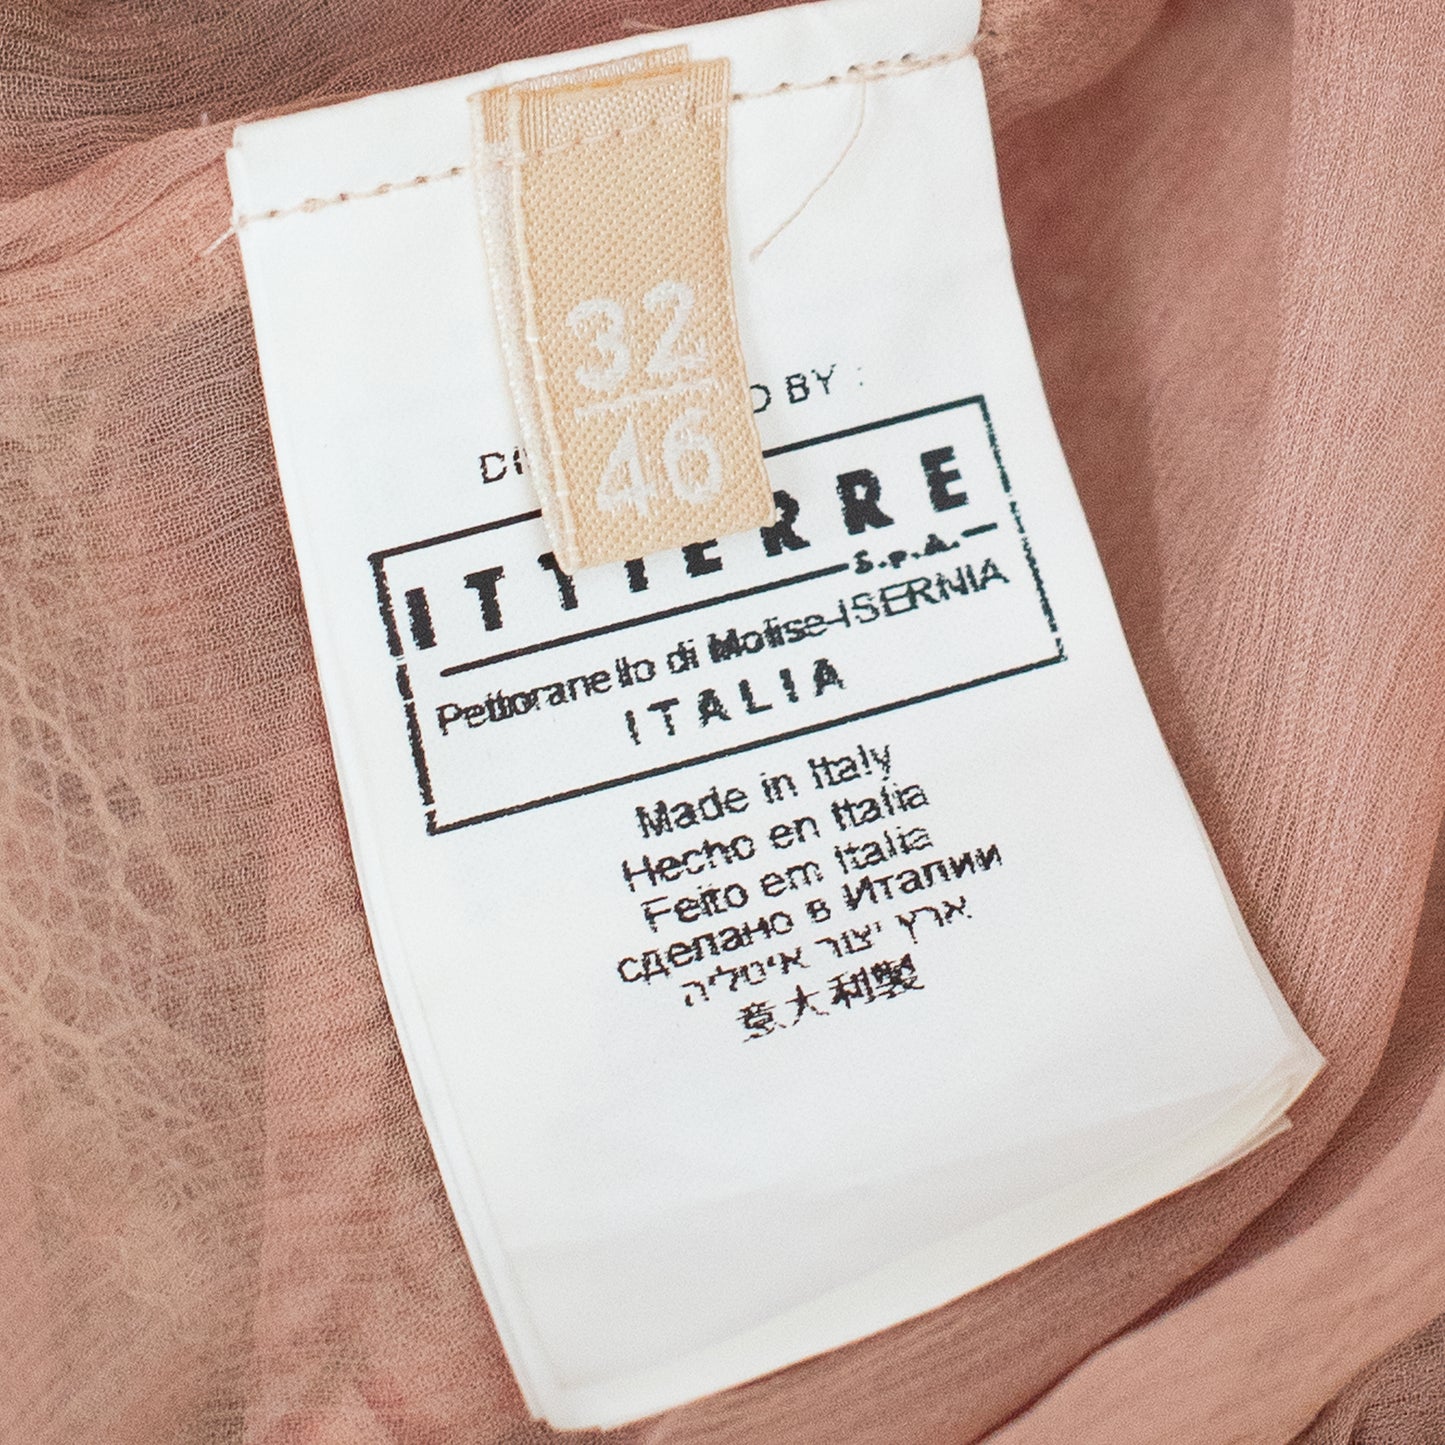 32
46
BY :
ITTIERRE
S.p.A.
Pettoranello di Molise-ISERNIA
ITALIA
Made in Italy
Hecho en Italia
Feito em Italia
сделано в Италии
ארץ יצור איטליה
意大利製